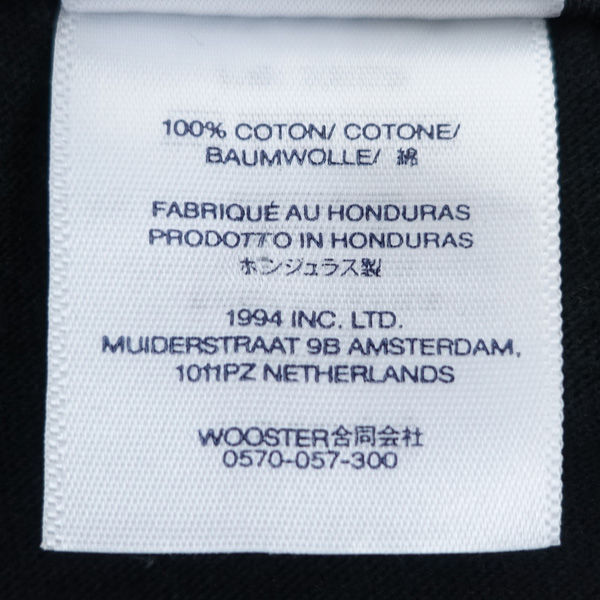 100% COTON/ COTONE/
BAUMWOLLE/ 綿
FABRIQUÉ AU HONDURAS
PRODOTTO IN HONDURAS
ホンジュラス製
1994 INC. LTD.
MUIDERSTRAAT 9B AMSTERDAM,
1011PZ NETHERLANDS
WOOSTER合同会社
0570-057-300